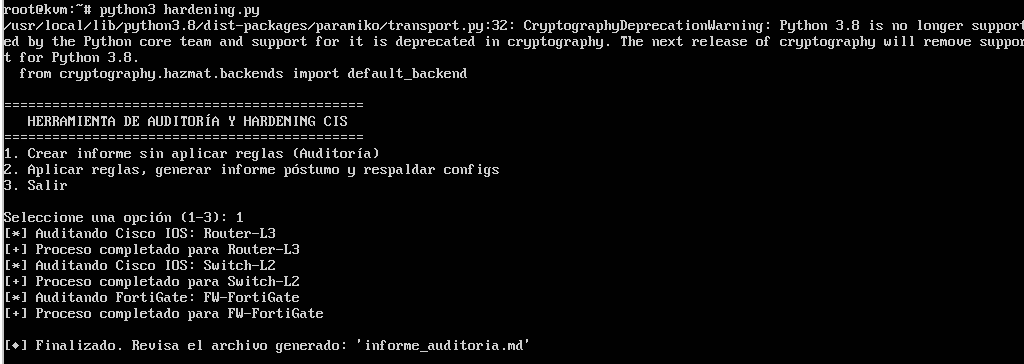 root@kvm:~# python3 hardening.py
/usr/local/lib/python3.8/dist-packages/paramiko/transport.py:32: CryptographyDeprecationWarning: Python 3.8 is no longer support
ed by the Python core team and support for it is deprecated in cryptography. The next release of cryptography will remove suppor
t for Python 3.8.
  from cryptography.hazmat.backends import default_backend
=============================================
   HERRAMIENTA DE AUDITORÍA Y HARDENING CIS
=============================================
1. Crear informe sin aplicar reglas (Auditoría)
2. Aplicar reglas, generar informe póstumo y respaldar configs
3. Salir
Seleccione una opción (1-3): 1
[*] Auditando Cisco IOS: Router-L3
[+] Proceso completado para Router-L3
[*] Auditando Cisco IOS: Switch-L2
[+] Proceso completado para Switch-L2
[*] Auditando FortiGate: FW-FortiGate
[+] Proceso completado para FW-FortiGate
[♦] Finalizado. Revisa el archivo generado: 'informe_auditoria.md'